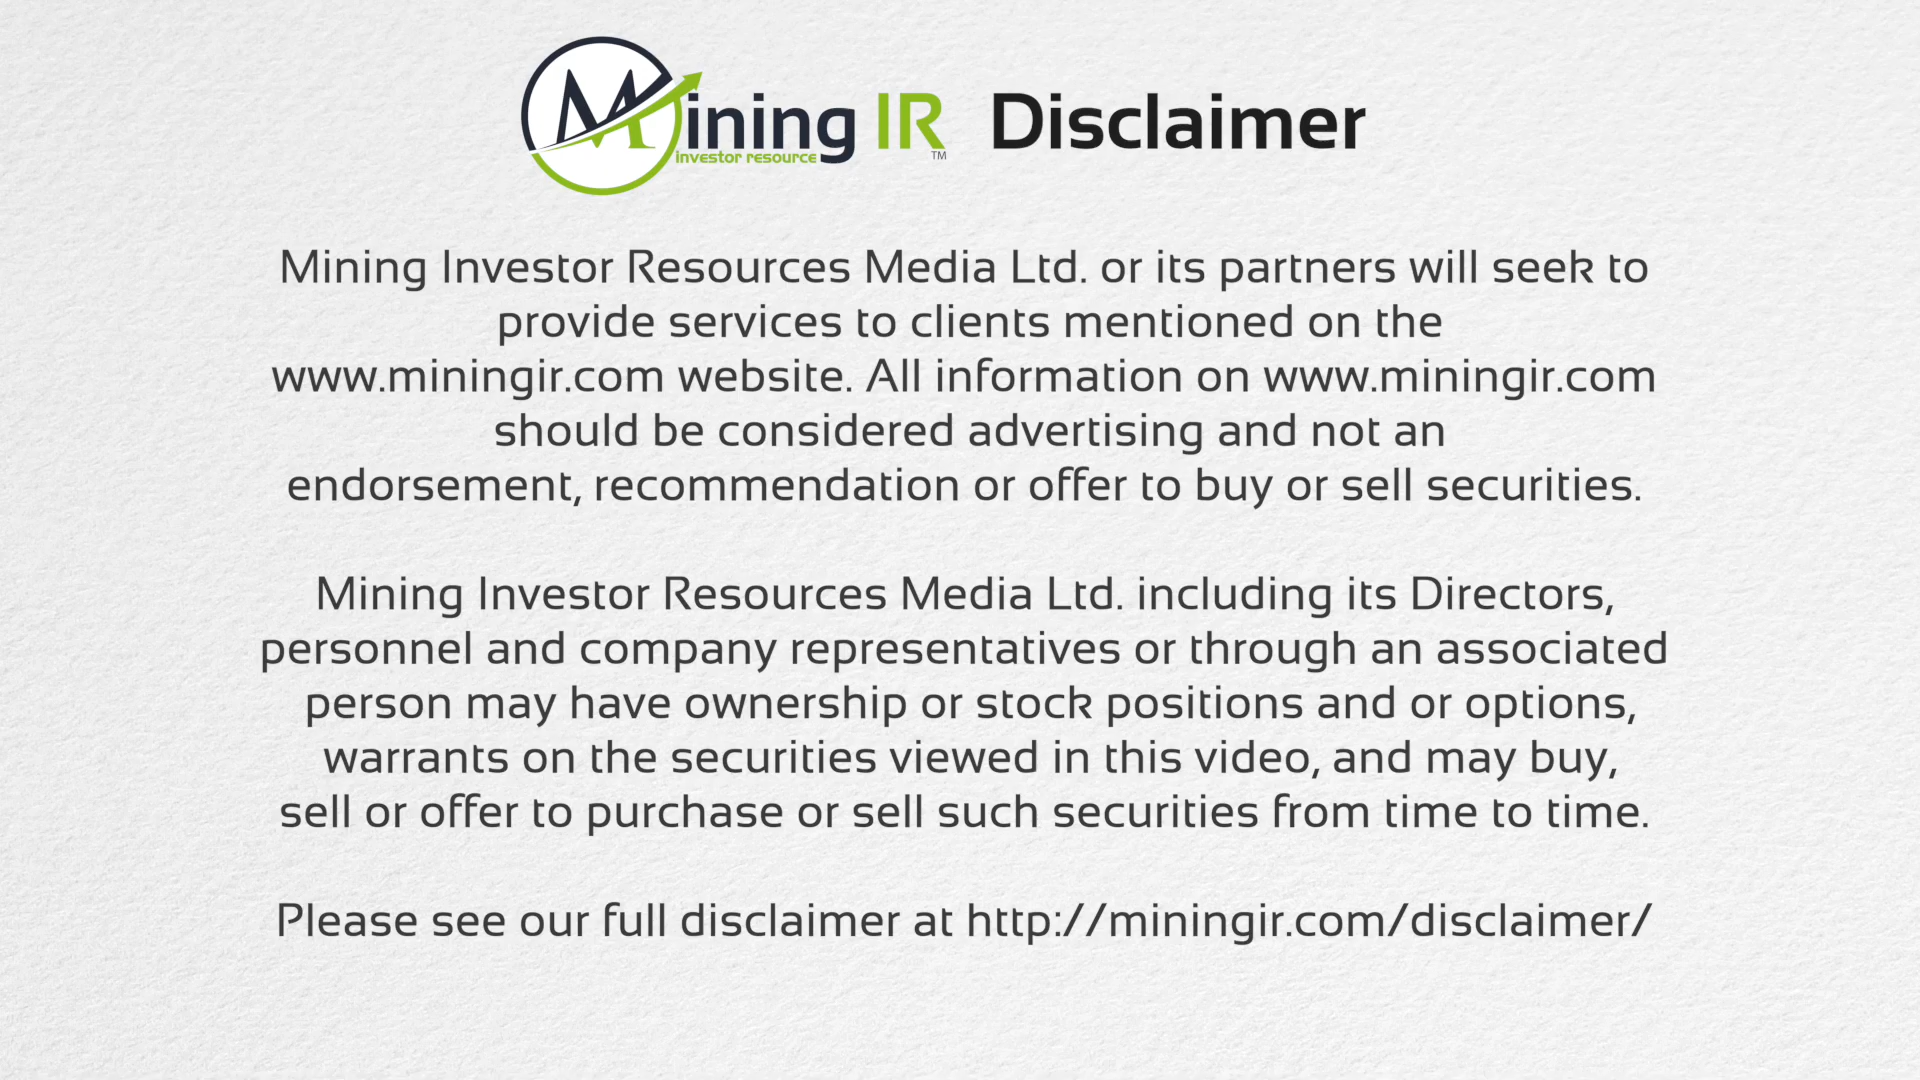 Mining IR™ Disclaimer
investor resource
Mining Investor Resources Media Ltd. or its partners will seek to
provide services to clients mentioned on the
www.miningir.com website. All information on www.miningir.com
should be considered advertising and not an
endorsement, recommendation or offer to buy or sell securities.
Mining Investor Resources Media Ltd. including its Directors,
personnel and company representatives or through an associated
person may have ownership or stock positions and or options,
warrants on the securities viewed in this video, and may buy,
sell or offer to purchase or sell such securities from time to time.
Please see our full disclaimer at http://miningir.com/disclaimer/